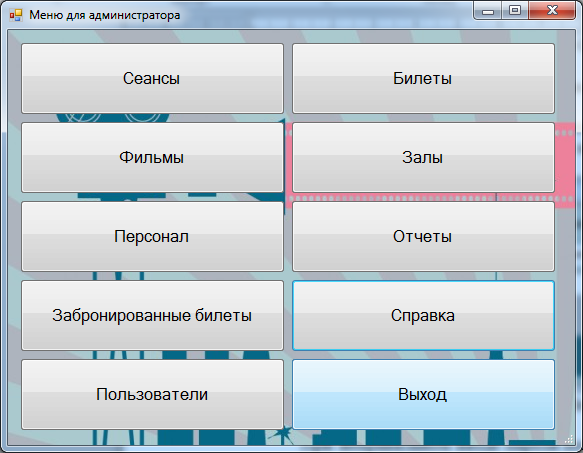 Меню для администратора
Сеансы
Билеты
Фильмы
Залы
Персонал
Отчеты
Забронированные билеты
Справка
Пользователи
Выход